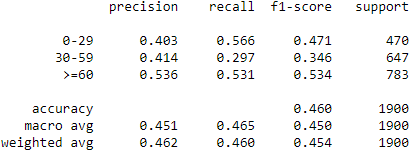 precision recall f1-score support
0-29 0.403 0.566 0.471 470
30-59 0.414 0.297 0.346 647
>=60 0.536 0.531 0.534 783
accuracy 0.460 1900
macro avg 0.451 0.465 0.450 1900
weighted avg 0.462 0.460 0.454 1900